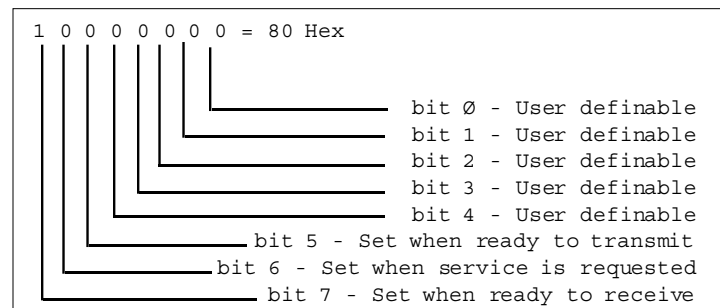 1 0 0 0 0 0 0 0 = 80 Hex
bit Ø - User definable
bit 1 - User definable
bit 2 - User definable
bit 3 - User definable
bit 4 - User definable
bit 5 - Set when ready to transmit
bit 6 - Set when service is requested
bit 7 - Set when ready to receive